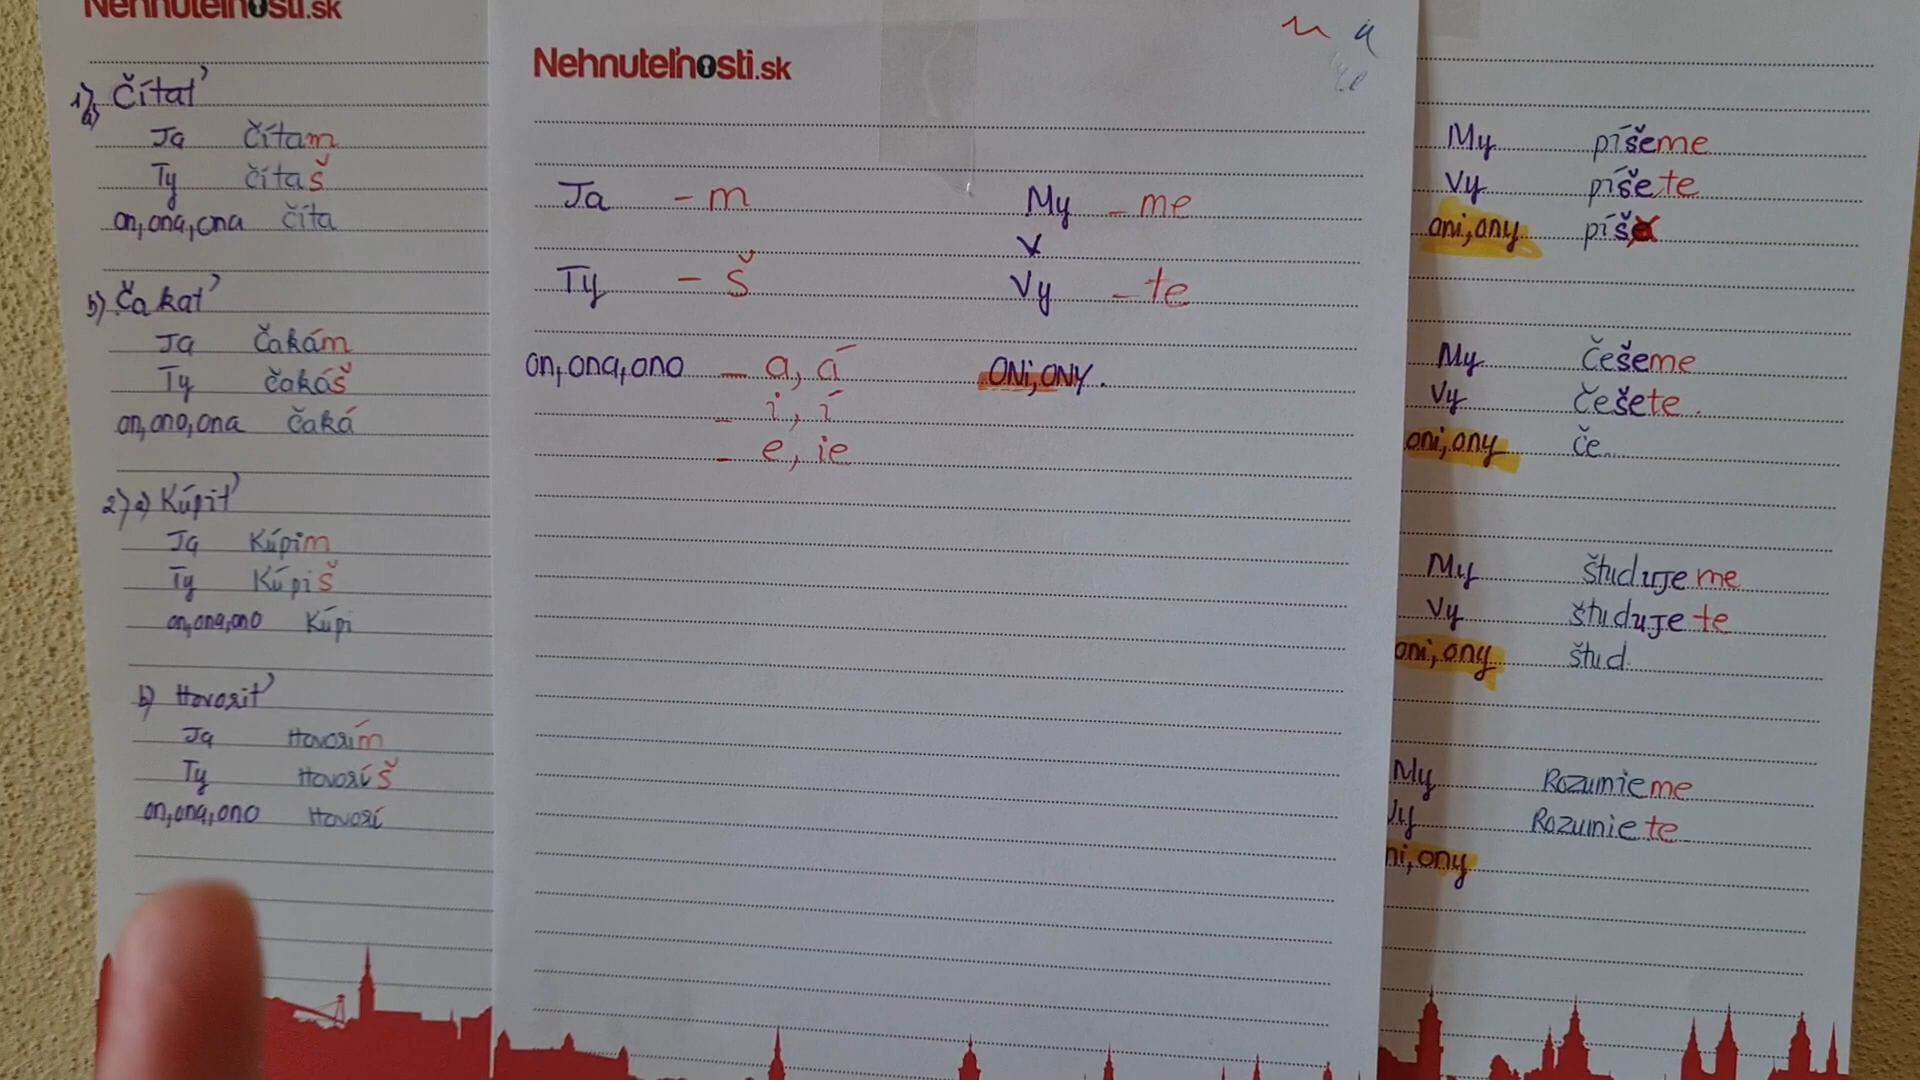 Nehnuteľnosti.sk
1) a) Čítať
Ja čítam
Ty čítaš
on, ona, ona číta
b) Čakať
Ja čakám
Ty čakáš
on, ono, ona čaká
2) a) Kúpiť
Ja Kúpim
Ty Kúpiš
on, ona, ono Kúpi
b) Hovoriť
Ja Hovorím
Ty Hovoríš
on, ona, ono Hovorí
Nehnuteľnosti.sk
Ja - m
Ty - š
on, ona, ono - a, á
- i, í
- e, ie
My - me
Vy - te
ONi, ONY.
My píšeme
Vy píšete
oni, ony píš
My češeme
Vy češete.
oni, ony če..
My študujeme
Vy študujete
oni, ony štud.
My Rozumieme
Vy Rozumiete
ni, ony